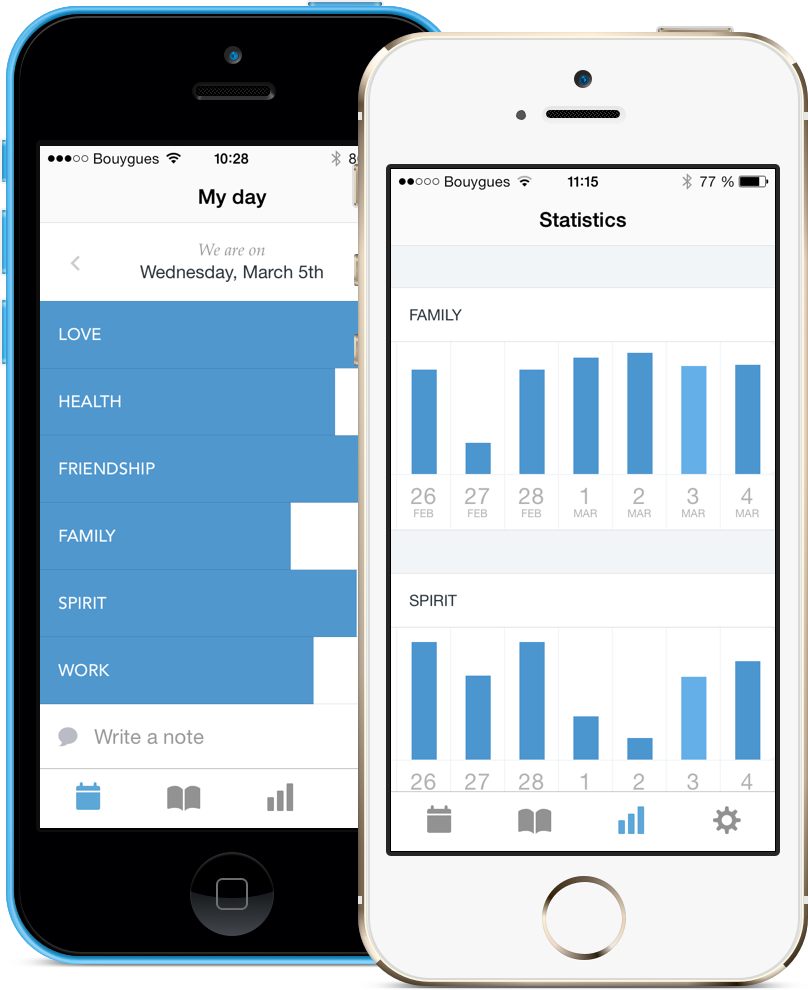 Bouygues 10:28 8
My day
We are on
Wednesday, March 5th
LOVE
HEALTH
FRIENDSHIP
FAMILY
SPIRIT
WORK
Write a note
Bouygues 11:15 77 %
Statistics
FAMILY
26 27 28 1 2 3 4
FEB FEB FEB MAR MAR MAR MAR
SPIRIT
26 27 28 1 2 3 4